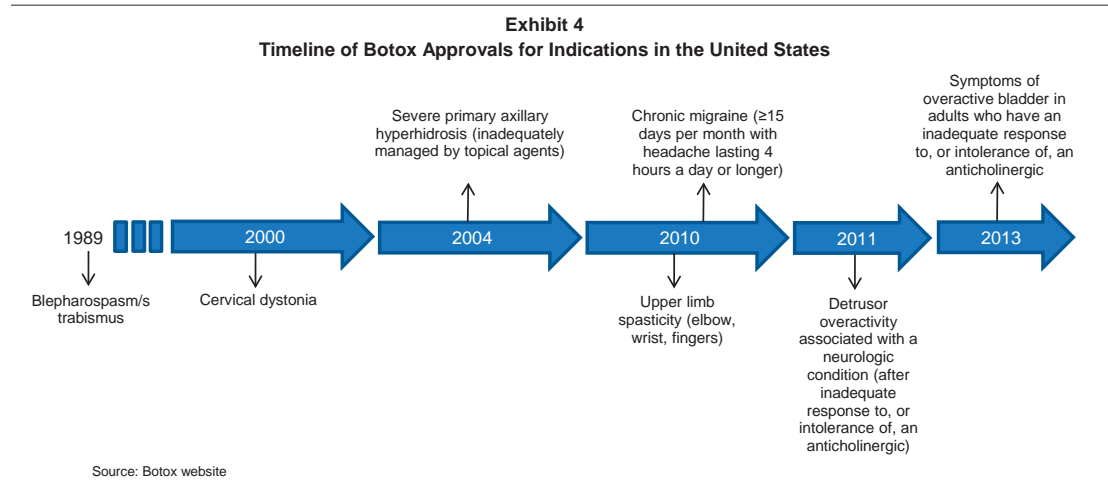 Exhibit 4
Timeline of Botox Approvals for Indications in the United States
1989
Blepharospasm/s
trabismus
2000
Cervical dystonia
Severe primary axillary
hyperhidrosis (inadequately
managed by topical agents)
2004
Chronic migraine (≥15
days per month with
headache lasting 4
hours a day or longer)
2010
Upper limb
spasticity (elbow,
wrist, fingers)
2011
Detrusor
overactivity
associated with a
neurologic
condition (after
inadequate
response to, or
intolerance of, an
anticholinergic)
Symptoms of
overactive bladder in
adults who have an
inadequate response
to, or intolerance of, an
anticholinergic
2013
Source: Botox website